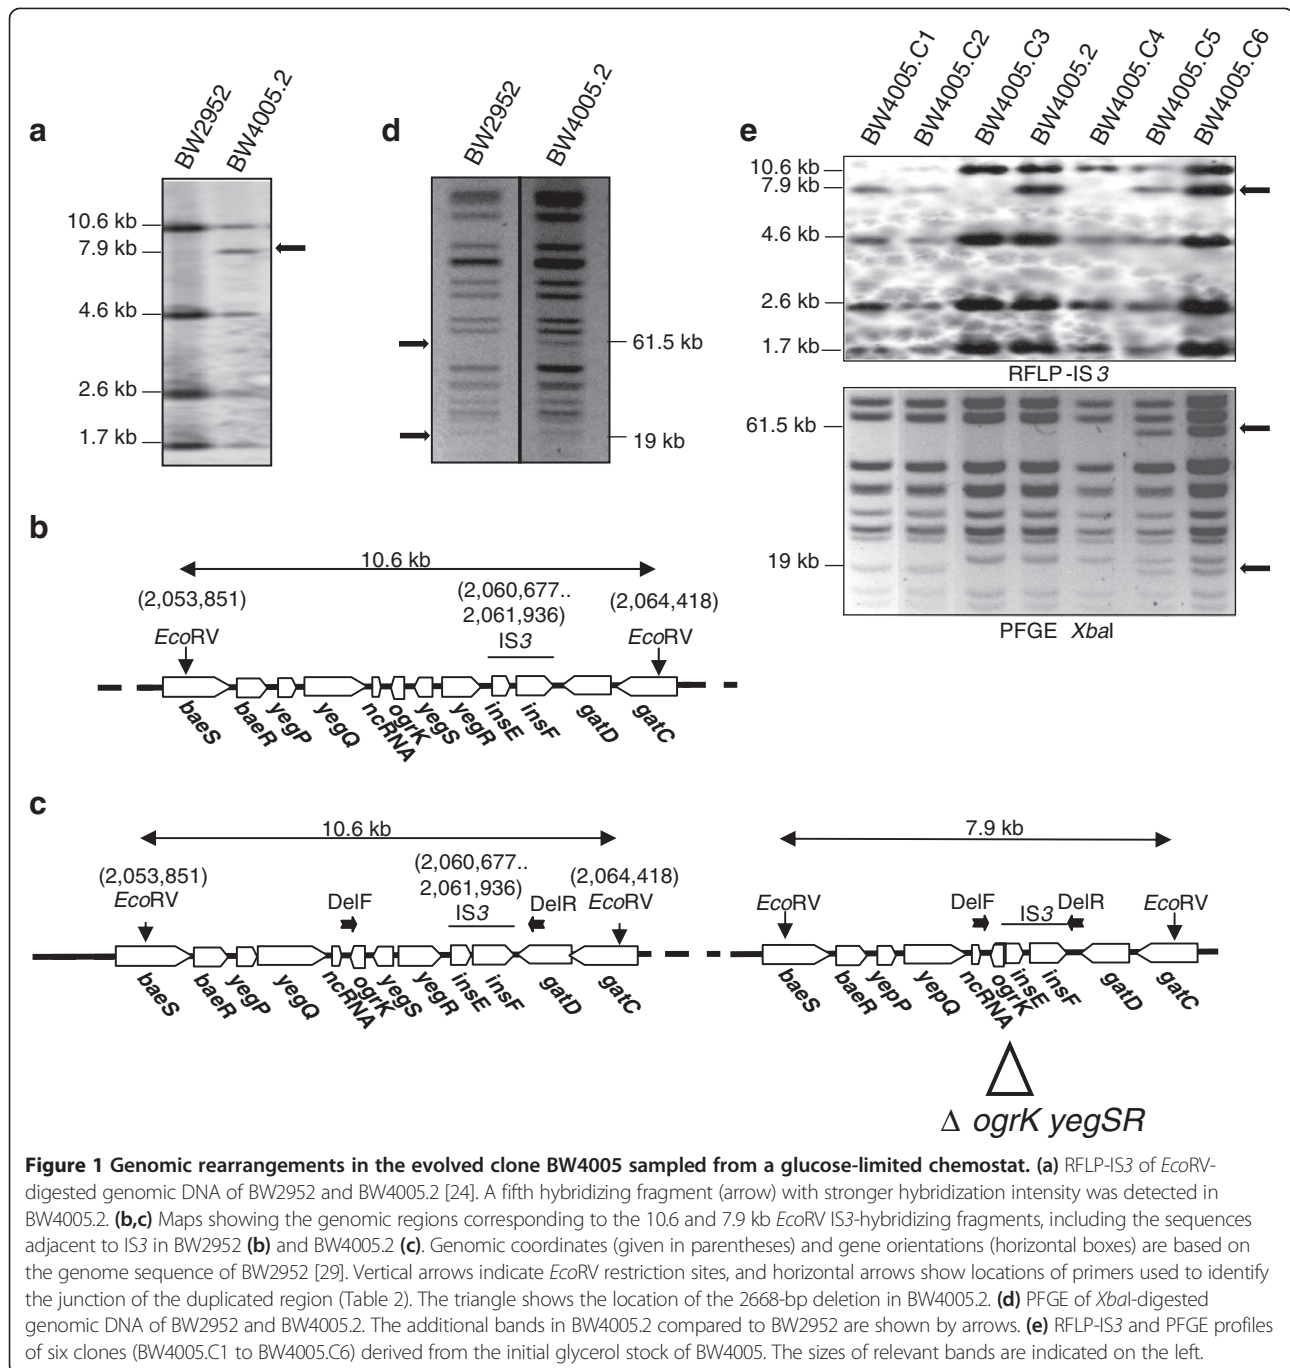 a
BW2952
BW4005.2
10.6 kb
7.9 kb
4.6 kb
2.6 kb
1.7 kb
d
BW2952
BW4005.2
61.5 kb
19 kb
e
BW4005.C1
BW4005.C2
BW4005.C3
BW4005.2
BW4005.C4
BW4005.C5
BW4005.C6
10.6 kb
7.9 kb
4.6 kb
2.6 kb
1.7 kb
RFLP-IS3
61.5 kb
19 kb
PFGE XbaI
b
10.6 kb
(2,053,851)
(2,060,677..
2,061,936)
(2,064,418)
EcoRV
IS3
EcoRV
baeS
baeR
yegP
yegQ
ncRNA
ogrK
yegS
yegR
insE
insF
gatD
gatC
c
10.6 kb
(2,053,851)
(2,060,677..
2,061,936)
(2,064,418)
EcoRV
DelF
IS3
DelR
EcoRV
baeS
baeR
yegP
yegQ
ncRNA
ogrK
yegS
yegR
insE
insF
gatD
gatC
7.9 kb
EcoRV
DelF
IS3
DelR
EcoRV
baeS
baeR
yepP
yepQ
ncRNA
ogrK
insE
insF
gatD
gatC
Δ ogrK yegSR
Figure 1 Genomic rearrangements in the evolved clone BW4005 sampled from a glucose-limited chemostat. (a) RFLP-IS3 of EcoRV-
digested genomic DNA of BW2952 and BW4005.2 [24]. A fifth hybridizing fragment (arrow) with stronger hybridization intensity was detected in
BW4005.2. (b,c) Maps showing the genomic regions corresponding to the 10.6 and 7.9 kb EcoRV IS3-hybridizing fragments, including the sequences
adjacent to IS3 in BW2952 (b) and BW4005.2 (c). Genomic coordinates (given in parentheses) and gene orientations (horizontal boxes) are based on
the genome sequence of BW2952 [29]. Vertical arrows indicate EcoRV restriction sites, and horizontal arrows show locations of primers used to identify
the junction of the duplicated region (Table 2). The triangle shows the location of the 2668-bp deletion in BW4005.2. (d) PFGE of XbaI-digested
genomic DNA of BW2952 and BW4005.2. The additional bands in BW4005.2 compared to BW2952 are shown by arrows. (e) RFLP-IS3 and PFGE profiles
of six clones (BW4005.C1 to BW4005.C6) derived from the initial glycerol stock of BW4005. The sizes of relevant bands are indicated on the left.